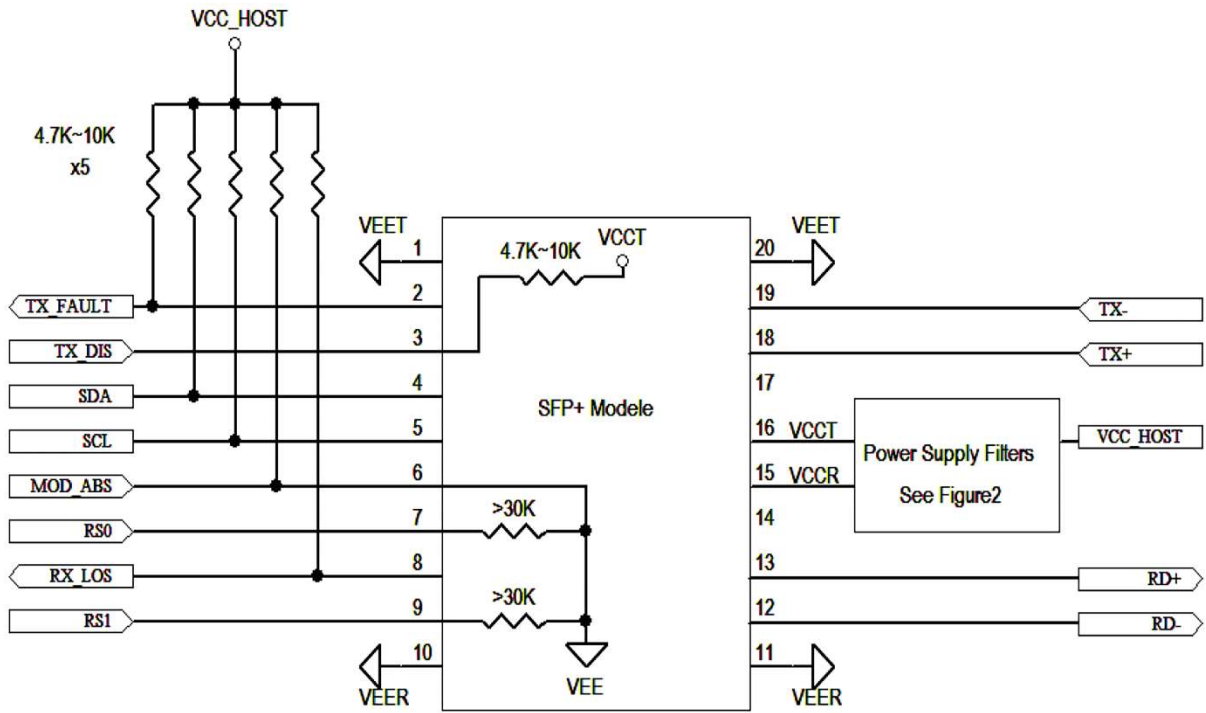 VCC_HOST
4.7K~10K
x5
VEET
1
4.7K~10K
VCCT
20
VEET
TX_FAULT
2
19
TX-
TX_DIS
3
18
TX+
SDA
4
17
SFP+ Modele
SCL
5
16
VCCT
Power Supply Filters
See Figure2
VCC_HOST
MOD_ABS
6
15
VCCR
RS0
7
>30K
14
RX_LOS
8
13
RD+
RS1
9
>30K
12
RD-
10
VEER
VEE
11
VEER